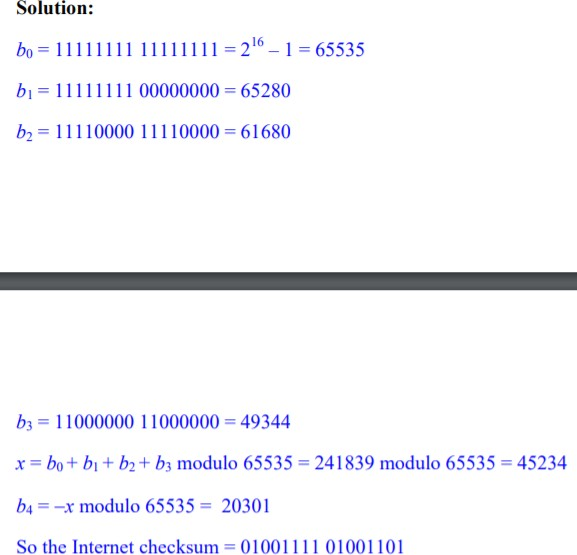 Solution:
b₀ = 11111111 11111111 = 2¹⁶ – 1 = 65535
b₁ = 11111111 00000000 = 65280
b₂ = 11110000 11110000 = 61680
b₃ = 11000000 11000000 = 49344
x = b₀ + b₁ + b₂ + b₃ modulo 65535 = 241839 modulo 65535 = 45234
b₄ = –x modulo 65535 = 20301
So the Internet checksum = 01001111 01001101